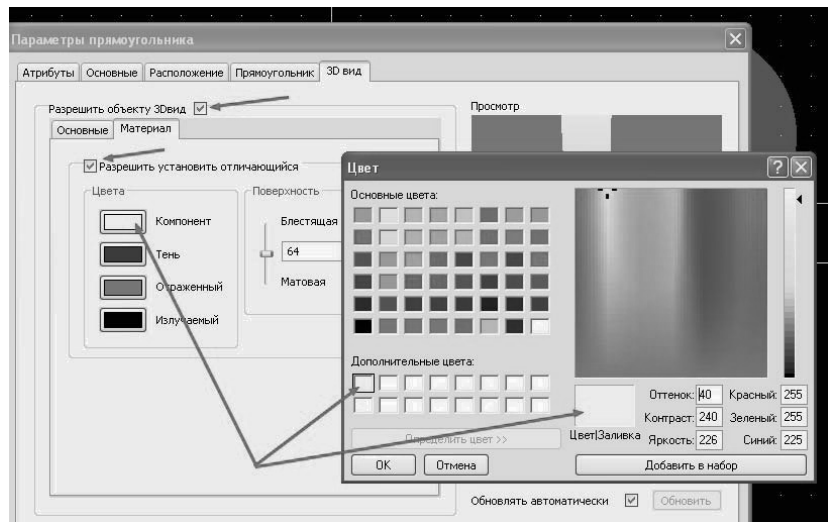 Параметры прямоугольника
Атрибуты Основные Расположение Прямоугольник 3D вид
Разрешить объекту 3Dвид
Просмотр
Основные Материал
Разрешить установить отличающийся
Цвета
Поверхность
Компонент
Тень
Отраженный
Излучаемый
Блестящая
64
Матовая
Цвет
Основные цвета:
Дополнительные цвета:
Определить цвет >>
OK Отмена
Цвет|Заливка
Оттенок: 40 Красный: 255
Контраст: 240 Зеленый: 255
Яркость: 226 Синий: 225
Добавить в набор
Обновлять автоматически Обновить